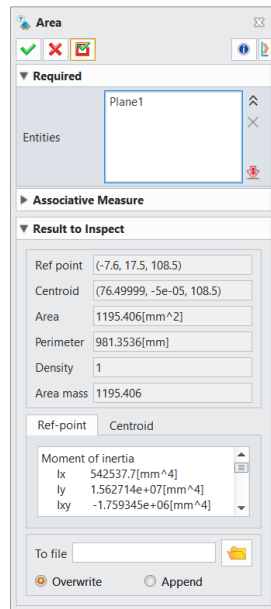 Area
Required
Entities
Plane1
Associative Measure
Result to Inspect
Ref point (-7.6, 17.5, 108.5)
Centroid (76.49999, -5e-05, 108.5)
Area 1195.406[mm^2]
Perimeter 981.3536[mm]
Density 1
Area mass 1195.406
Ref-point Centroid
Moment of inertia
Ix 542537.7[mm^4]
Iy 1.562714e+07[mm^4]
Ixy -1.759345e+06[mm^4]
To file
Overwrite Append